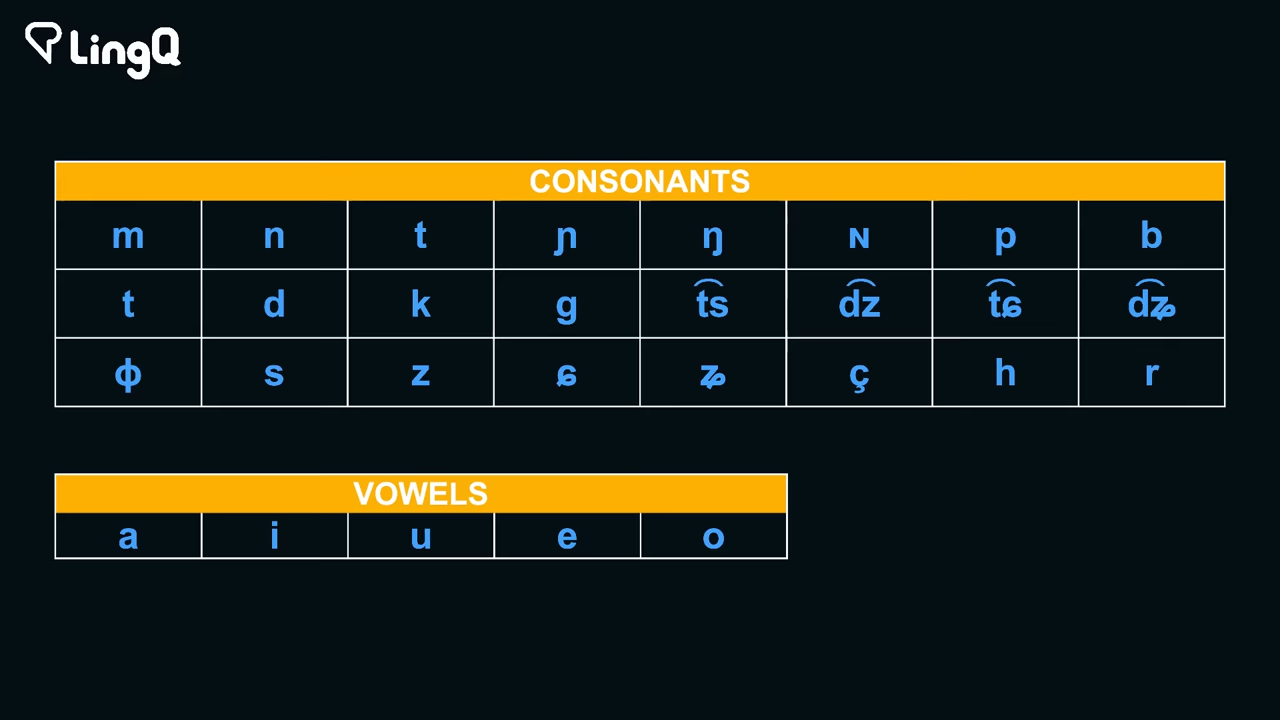 LingQ
CONSONANTS
m n t ɲ ŋ ɴ p b
t d k g t͡s d͡z t͡ɕ d͡ʑ
ɸ s z ɕ ʑ ç h r
VOWELS
a i u e o